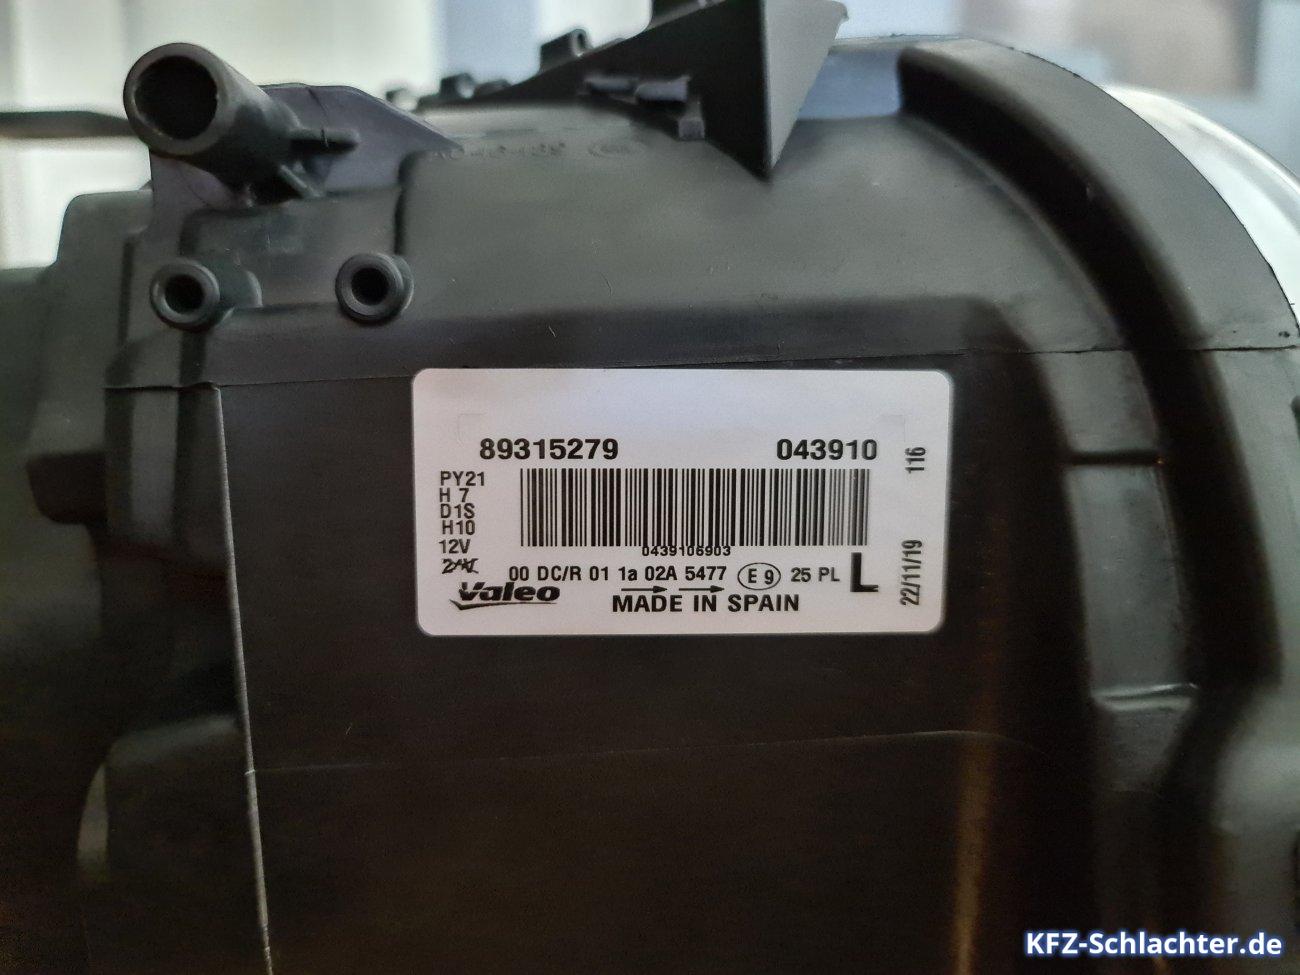 89315279 043910
116
PY21
H 7
D1S
H10
12V
0439106903
00 DC/R 01 1a 02A 5477 E 9 25 PL L
22/11/19
Valeo
MADE IN SPAIN
KFZ-Schlachter.de